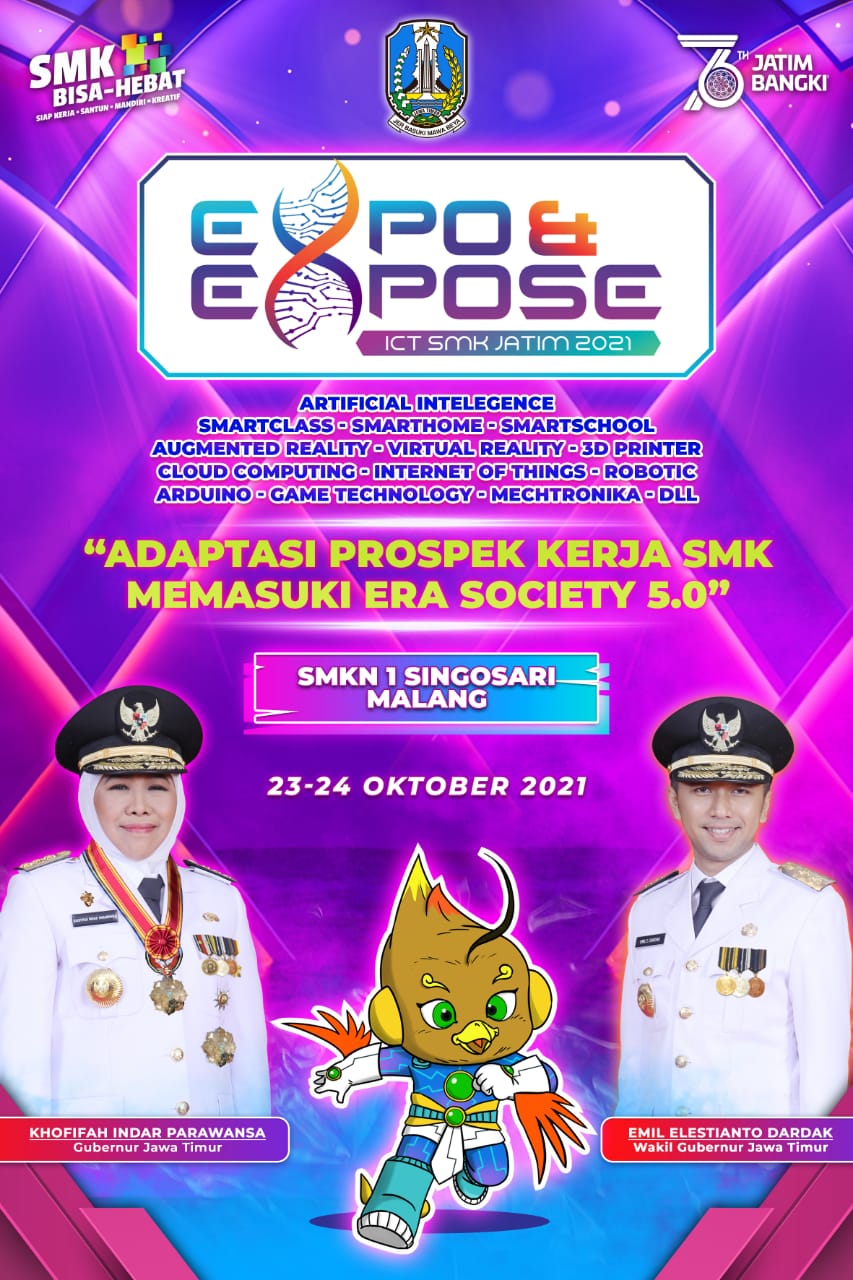 SMK
BISA-HEBAT
SIAP KERJA • SANTUN • MANDIRI • KREATIF
JER BASUKI MAWA BEYA
76TH
JATIM
BANGKIT
EXPO &
EXPOSE
ICT SMK JATIM 2021
ARTIFICIAL INTELEGENCE
SMARTCLASS - SMARTHOME - SMARTSCHOOL
AUGMENTED REALITY - VIRTUAL REALITY - 3D PRINTER
CLOUD COMPUTING - INTERNET OF THINGS - ROBOTIC
ARDUINO - GAME TECHNOLOGY - MECHTRONIKA - DLL
“ADAPTASI PROSPEK KERJA SMK
MEMASUKI ERA SOCIETY 5.0”
SMKN 1 SINGOSARI
MALANG
23-24 OKTOBER 2021
KHOFIFAH INDAR PARAWANSA
Gubernur Jawa Timur
EMIL ELESTIANTO DARDAK
Wakil Gubernur Jawa Timur